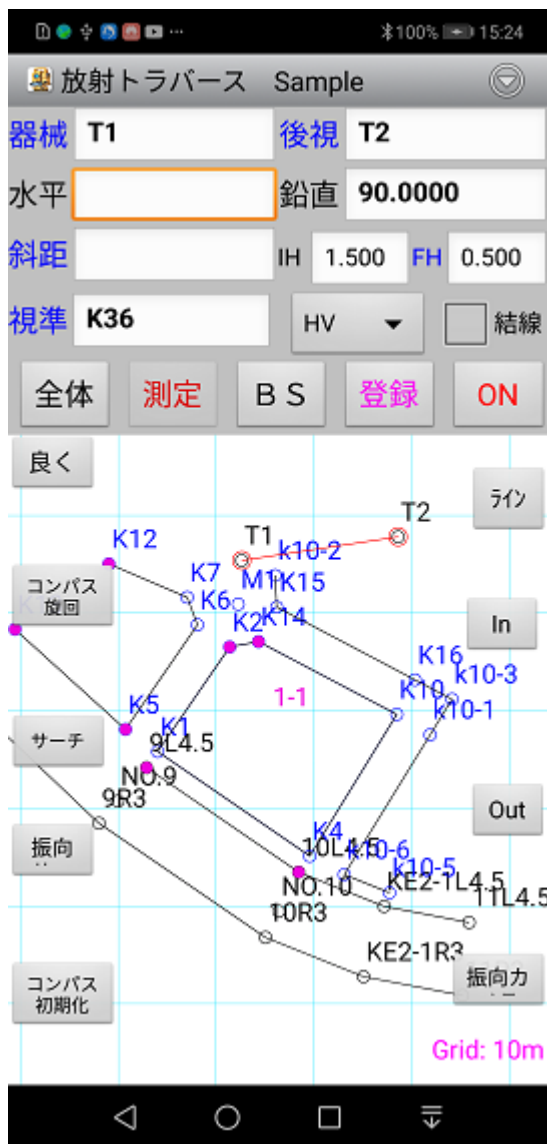 100% 15:24
放射トラバース Sample
器械 T1 後視 T2
水平 鉛直 90.0000
斜距 IH 1.500 FH 0.500
視準 K36 HV 結線
全体 測定 BS 登録 ON
良く
ライン
T2
T1
K12
k10-2
コンパス
旋回
K7
M1
K15
K6
K2
K14
In
K16
k10-3
1-1
K10
k10-1
K5
K1
サーチ
9L4.5
NO.9
9R3
Out
振向
K4
10L4.5
k10-6
k10-5
KE2-1L4.5
11L4.5
NO.10
10R3
KE2-1R3
コンパス
初期化
振向カ
Grid: 10m